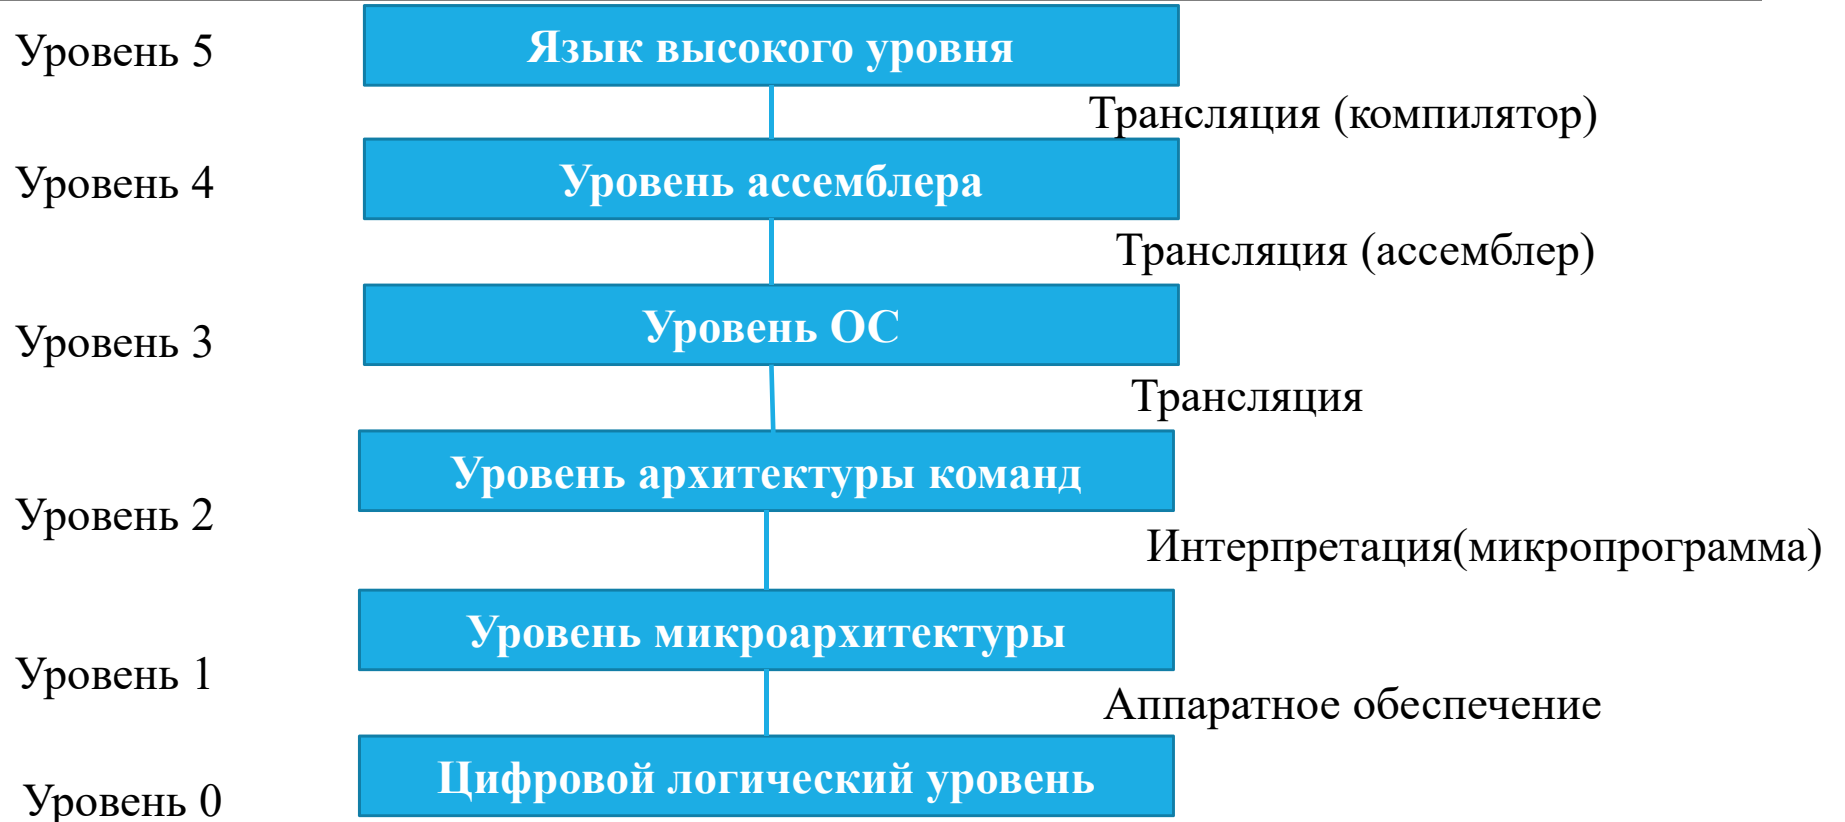 Уровень 5
Язык высокого уровня
Трансляция (компилятор)
Уровень 4
Уровень ассемблера
Трансляция (ассемблер)
Уровень 3
Уровень ОС
Трансляция
Уровень 2
Уровень архитектуры команд
Интерпретация(микропрограмма)
Уровень 1
Уровень микроархитектуры
Аппаратное обеспечение
Уровень 0
Цифровой логический уровень